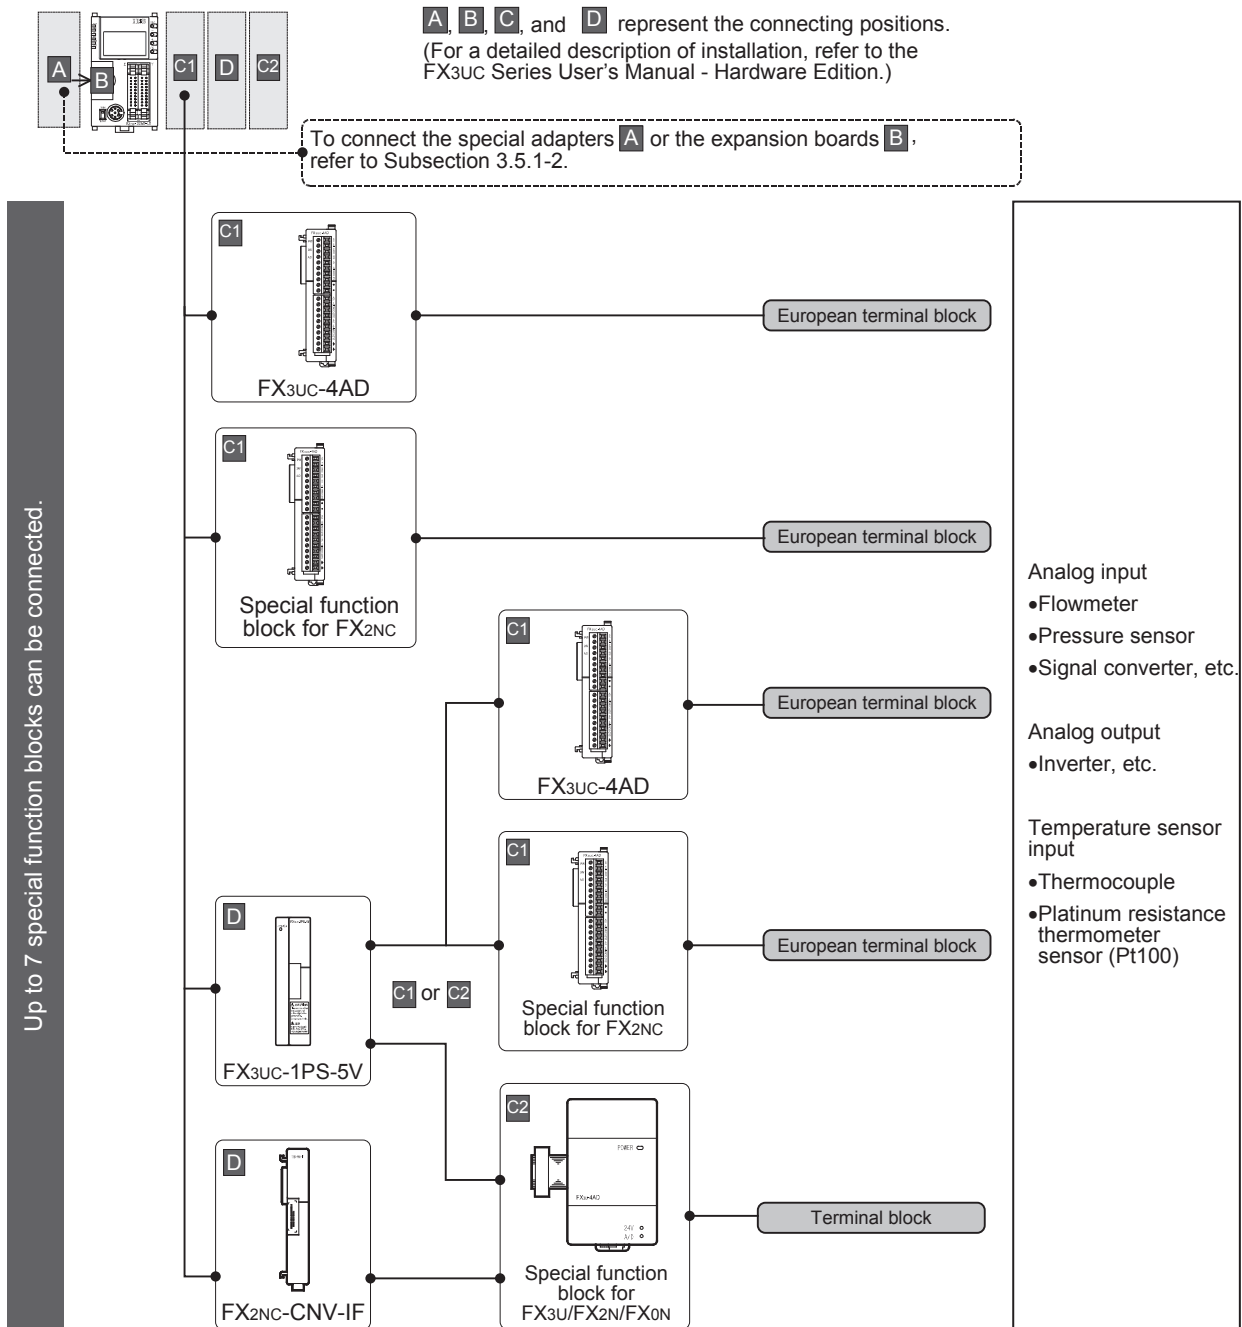 A, B, C, and D represent the connecting positions.
(For a detailed description of installation, refer to the
FX3UC Series User's Manual - Hardware Edition.)
A B C1 D C2
To connect the special adapters A or the expansion boards B,
refer to Subsection 3.5.1-2.
Up to 7 special function blocks can be connected.
C1
FX3UC-4AD
European terminal block
C1
Special function
block for FX2NC
European terminal block
C1
FX3UC-4AD
European terminal block
C1
Special function
block for FX2NC
European terminal block
D
FX3UC-1PS-5V
C1 or C2
C2
POWER
FX2N-4AD
24V
A/D
Special function
block for
FX3U/FX2N/FX0N
Terminal block
D
FX2NC-CNV-IF
Analog input
•Flowmeter
•Pressure sensor
•Signal converter, etc.
Analog output
•Inverter, etc.
Temperature sensor
input
•Thermocouple
•Platinum resistance
thermometer
sensor (Pt100)